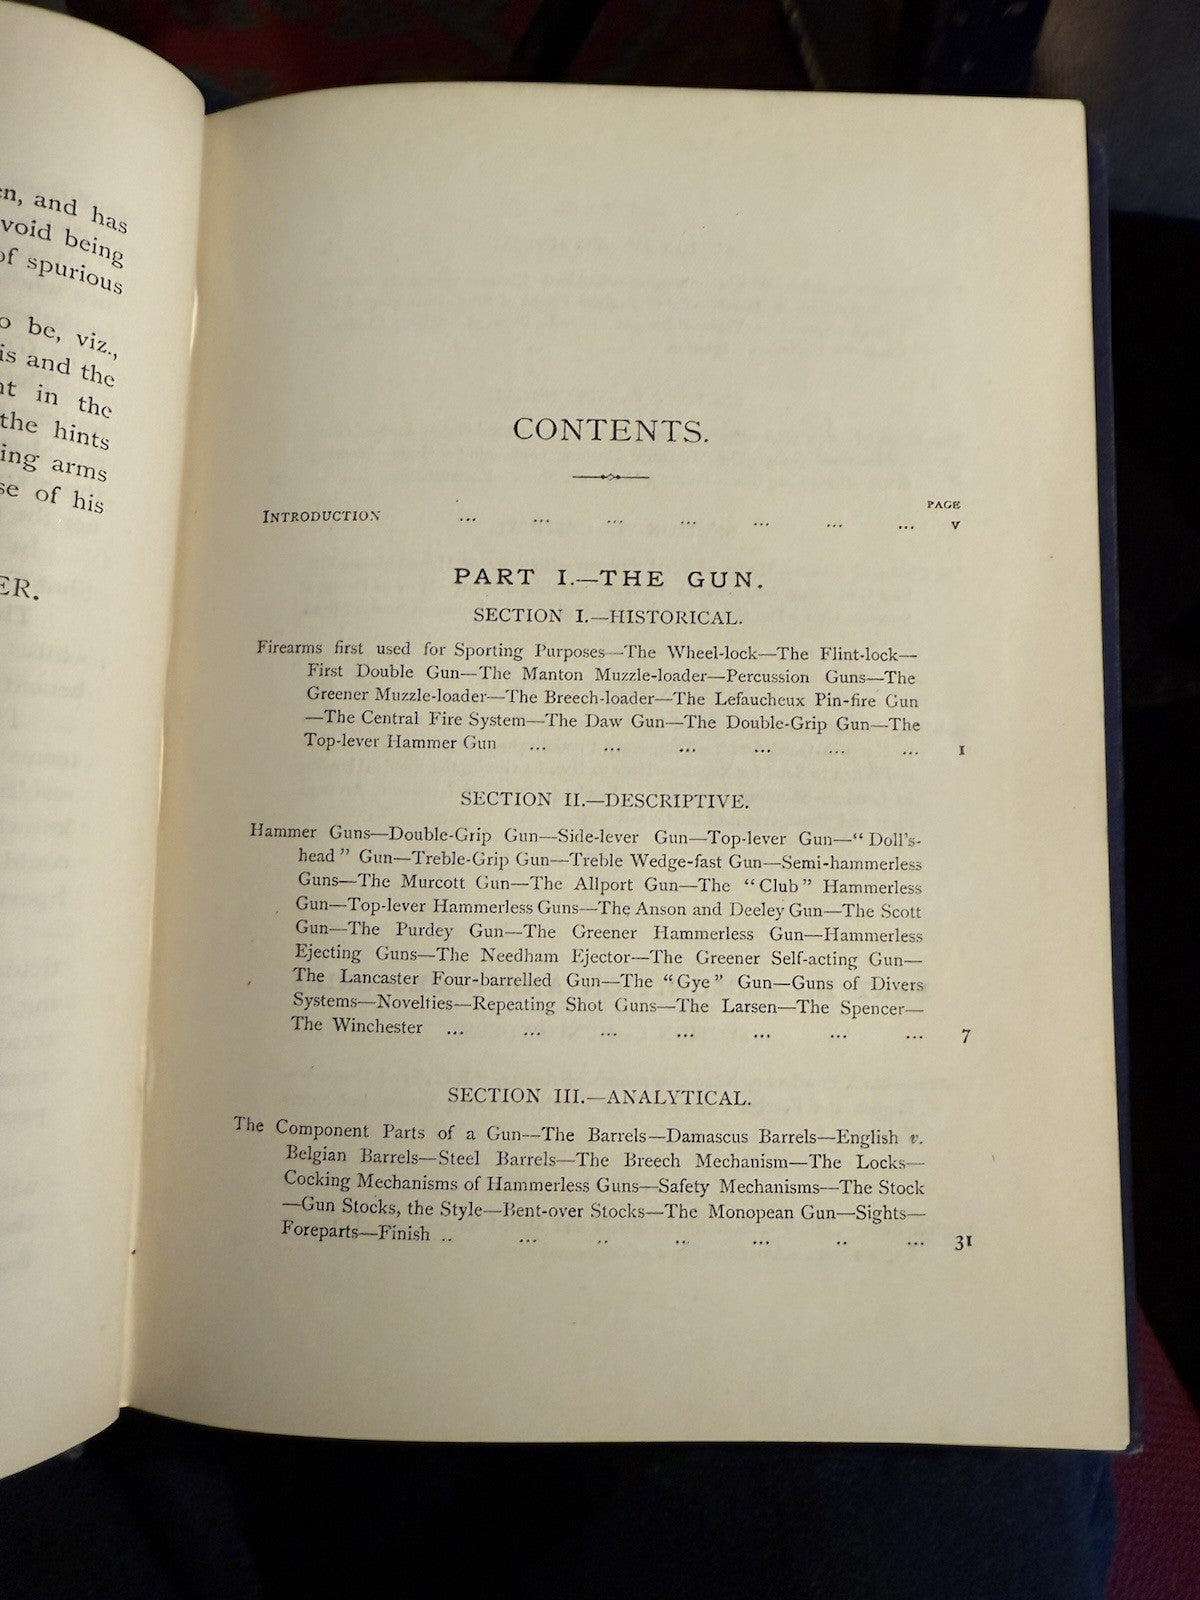 en, and has
void being
of spurious
o be, viz.,
is and the
nt in the
the hints
ing arms
se of his
ER.
CONTENTS.
PAGE
INTRODUCTION ... ... ... ... ... ... ... v
PART I.—THE GUN.
SECTION I.—HISTORICAL.
Firearms first used for Sporting Purposes—The Wheel-lock—The Flint-lock—
First Double Gun—The Manton Muzzle-loader—Percussion Guns—The
Greener Muzzle-loader—The Breech-loader—The Lefaucheux Pin-fire Gun
—The Central Fire System—The Daw Gun—The Double-Grip Gun—The
Top-lever Hammer Gun ... ... ... ... ... ... 1
SECTION II.—DESCRIPTIVE.
Hammer Guns—Double-Grip Gun—Side-lever Gun—Top-lever Gun—“Doll's-
head” Gun—Treble-Grip Gun—Treble Wedge-fast Gun—Semi-hammerless
Guns—The Murcott Gun—The Allport Gun—The “Club” Hammerless
Gun—Top-lever Hammerless Guns—The Anson and Deeley Gun—The Scott
Gun—The Purdey Gun—The Greener Hammerless Gun—Hammerless
Ejecting Guns—The Needham Ejector—The Greener Self-acting Gun—
The Lancaster Four-barrelled Gun—The “Gye” Gun—Guns of Divers
Systems—Novelties—Repeating Shot Guns—The Larsen—The Spencer—
The Winchester ... ... ... ... ... ... ... 7
SECTION III.—ANALYTICAL.
The Component Parts of a Gun—The Barrels—Damascus Barrels—English v.
Belgian Barrels—Steel Barrels—The Breech Mechanism—The Locks—
Cocking Mechanisms of Hammerless Guns—Safety Mechanisms—The Stock
—Gun Stocks, the Style—Bent-over Stocks—The Monopean Gun—Sights—
Foreparts—Finish .. ... .. ... ... .. ... 31